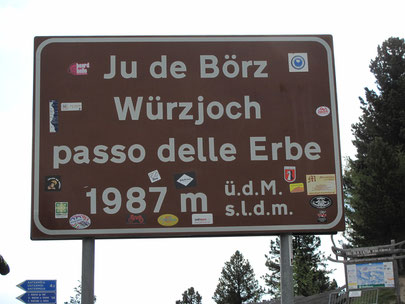 Ju de Börz
Würzjoch
passo delle Erbe
1987 m ü.d.M.
s.l.d.m.